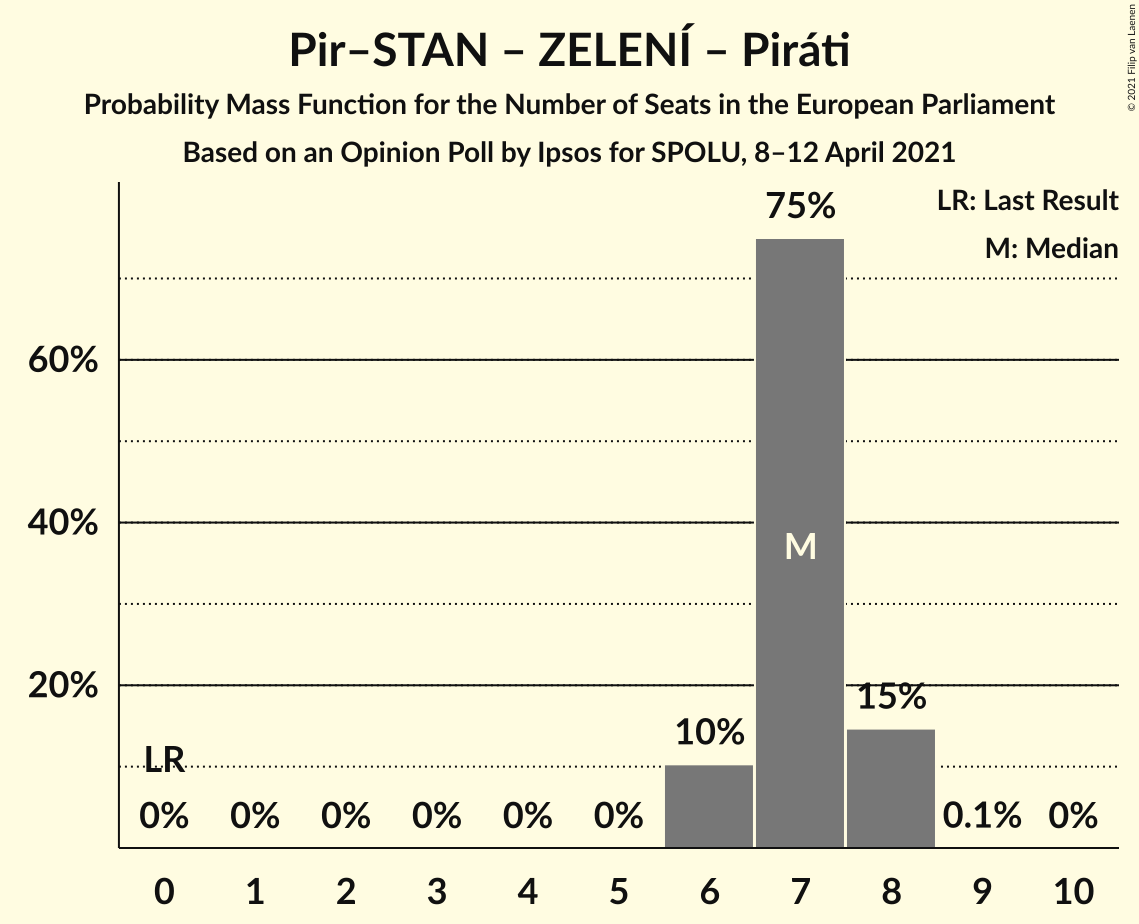 Pir–STAN – ZELENÍ – Piráti
Probability Mass Function for the Number of Seats in the European Parliament
Based on an Opinion Poll by Ipsos for SPOLU, 8–12 April 2021
© 2021 Filip van Laenen
LR: Last Result
M: Median
75%
60%
40%
M
20%
15%
10%
LR
0% 0% 0% 0% 0% 0% 0.1% 0%
0 1 2 3 4 5 6 7 8 9 10